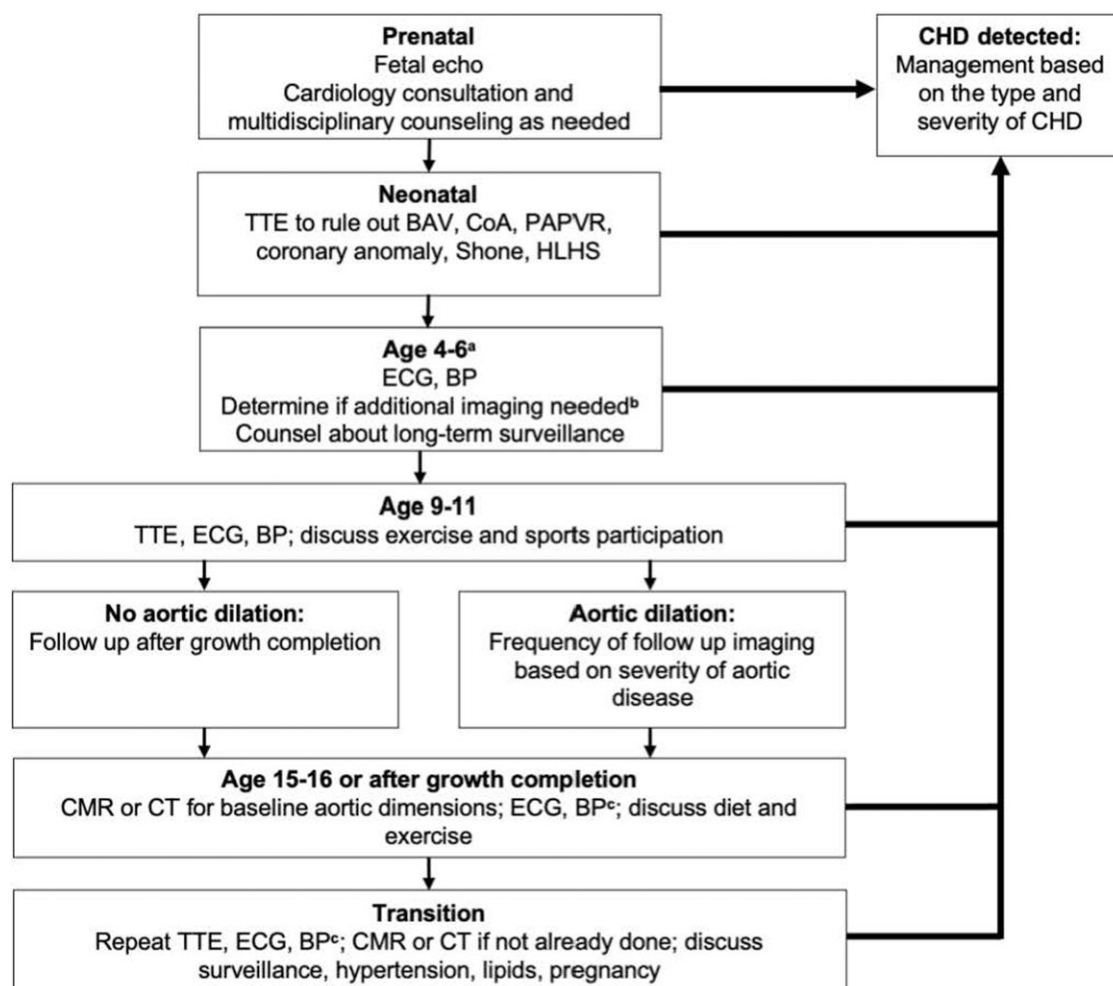 Prenatal
Fetal echo
Cardiology consultation and
multidisciplinary counseling as needed
CHD detected:
Management based
on the type and
severity of CHD
Neonatal
TTE to rule out BAV, CoA, PAPVR,
coronary anomaly, Shone, HLHS
Age 4-6ᵃ
ECG, BP
Determine if additional imaging neededᵇ
Counsel about long-term surveillance
Age 9-11
TTE, ECG, BP; discuss exercise and sports participation
No aortic dilation:
Follow up after growth completion
Aortic dilation:
Frequency of follow up imaging
based on severity of aortic
disease
Age 15-16 or after growth completion
CMR or CT for baseline aortic dimensions; ECG, BPᶜ; discuss diet and
exercise
Transition
Repeat TTE, ECG, BPᶜ; CMR or CT if not already done; discuss
surveillance, hypertension, lipids, pregnancy